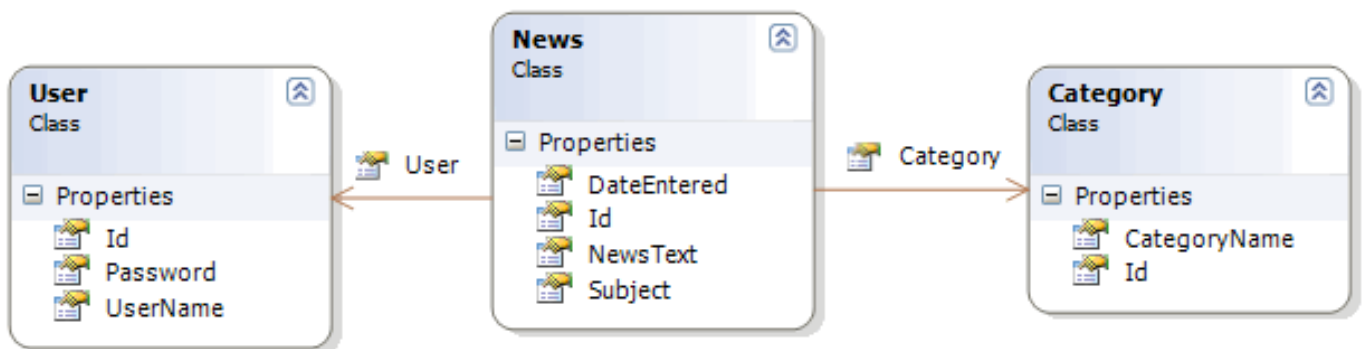 User
Class
Properties
Id
Password
UserName
User
News
Class
Properties
DateEntered
Id
NewsText
Subject
Category
Category
Class
Properties
CategoryName
Id